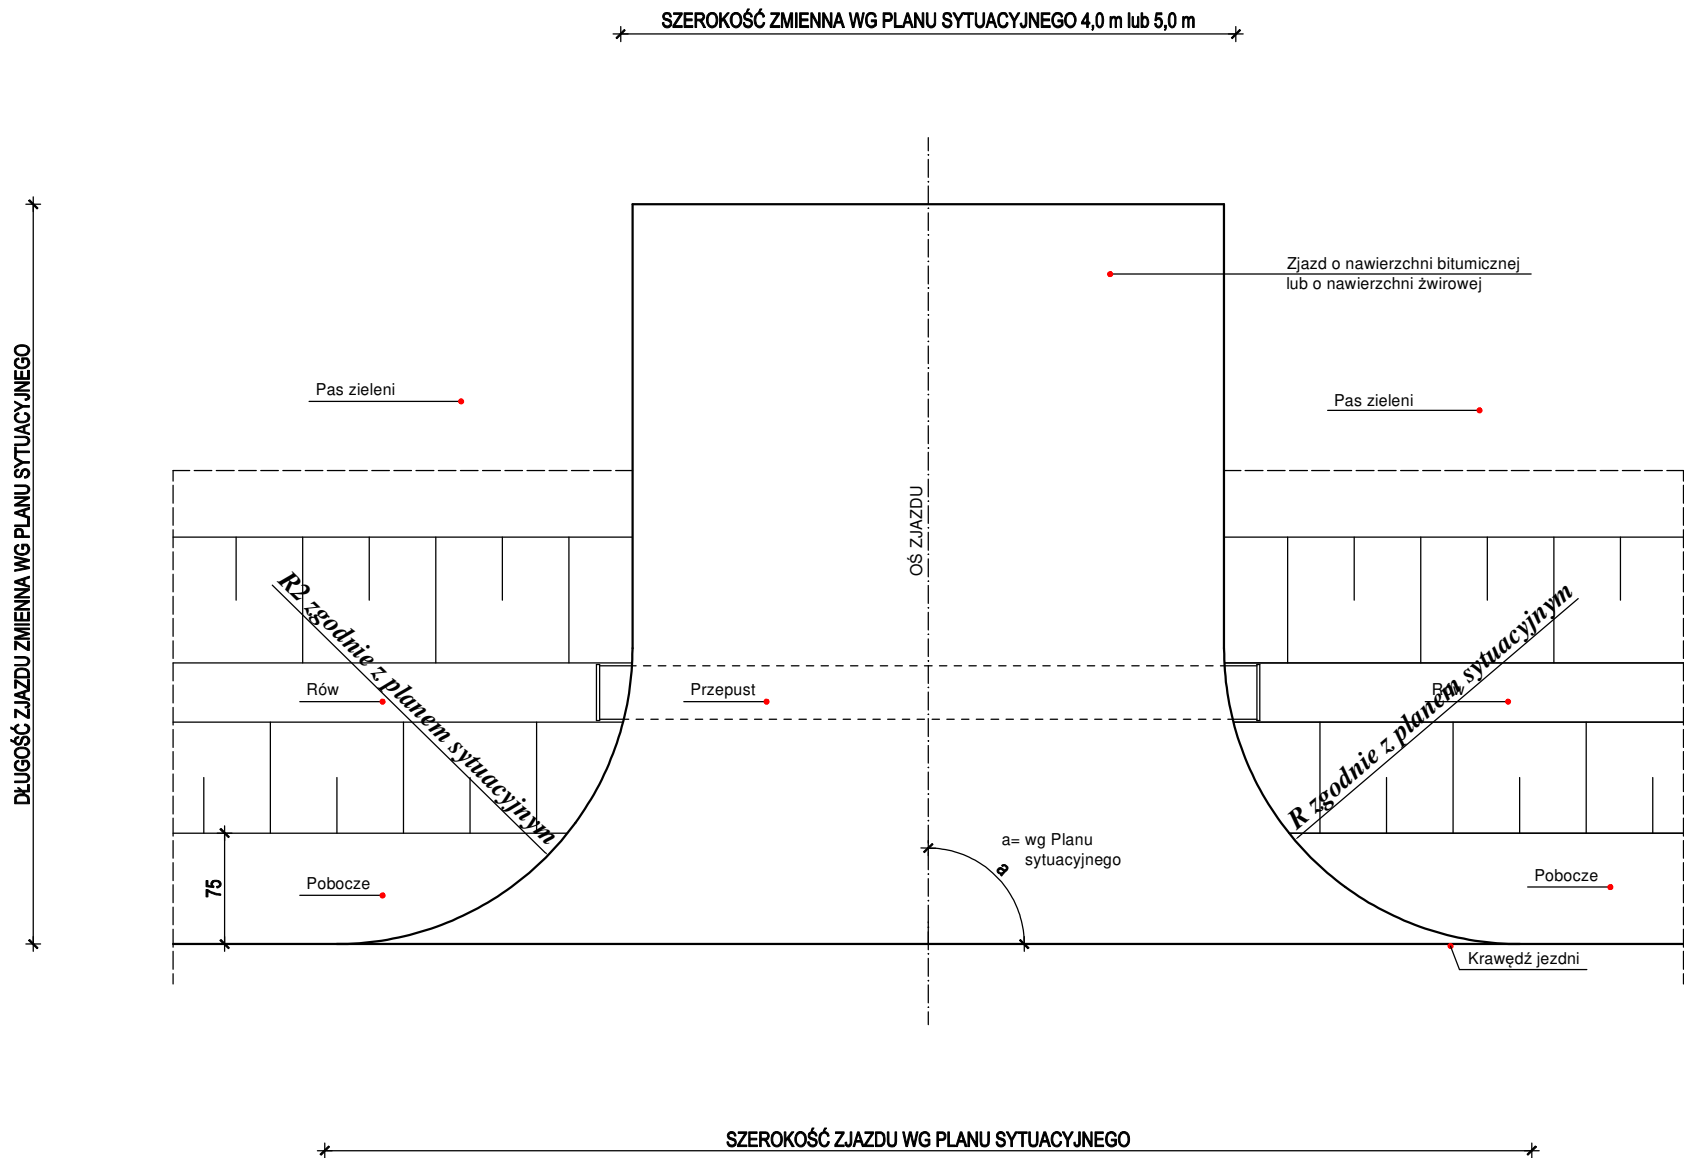 SZEROKOŚĆ ZMIENNA WG PLANU SYTUACYJNEGO 4,0 m lub 5,0 m
Zjazd o nawierzchni bitumicznej
lub o nawierzchni żwirowej
DŁUGOŚĆ ZJAZDU ZMIENNA WG PLANU SYTUACYJNEGO
Pas zieleni
Pas zieleni
OŚ ZJAZDU
R2 zgodnie z planem sytuacyjnym
R zgodnie z planem sytuacyjnym
Rów
Przepust
Rów
a= wg Planu
sytuacyjnego
a
75
Pobocze
Pobocze
Krawędź jezdni
SZEROKOŚĆ ZJAZDU WG PLANU SYTUACYJNEGO